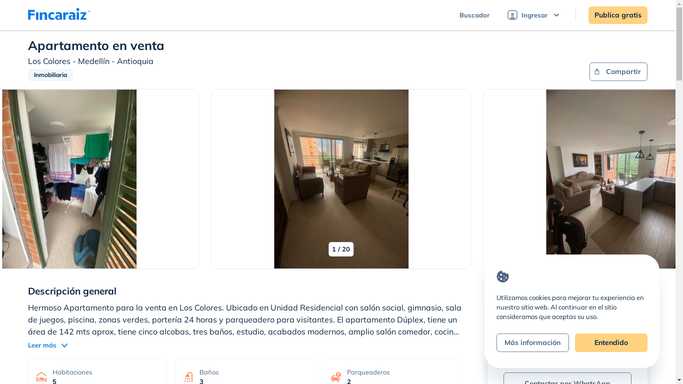 Fincaraíz
Buscador
Ingresar
Publica gratis
Apartamento en venta
Los Colores - Medellín - Antioquia
Inmobiliaria
Compartir
1 / 20
Descripción general
Hermoso Apartamento para la venta en Los Colores. Ubicado en Unidad Residencial con salón social, gimnasio, sala
de juegos, piscina, zonas verdes, portería 24 horas y parqueadero para visitantes. El apartamento Dúplex, tiene un
área de 142 mts aprox, tiene cinco alcobas, tres baños, estudio, acabados modernos, amplio salón comedor, cocin...
Leer más
Habitaciones
5
Baños
3
Parqueaderos
2
Utilizamos cookies para mejorar tu experiencia en
nuestro sitio web. Al continuar en el sitio
consideramos que aceptas su uso.
Más información
Entendido
Contactar por WhatsApp